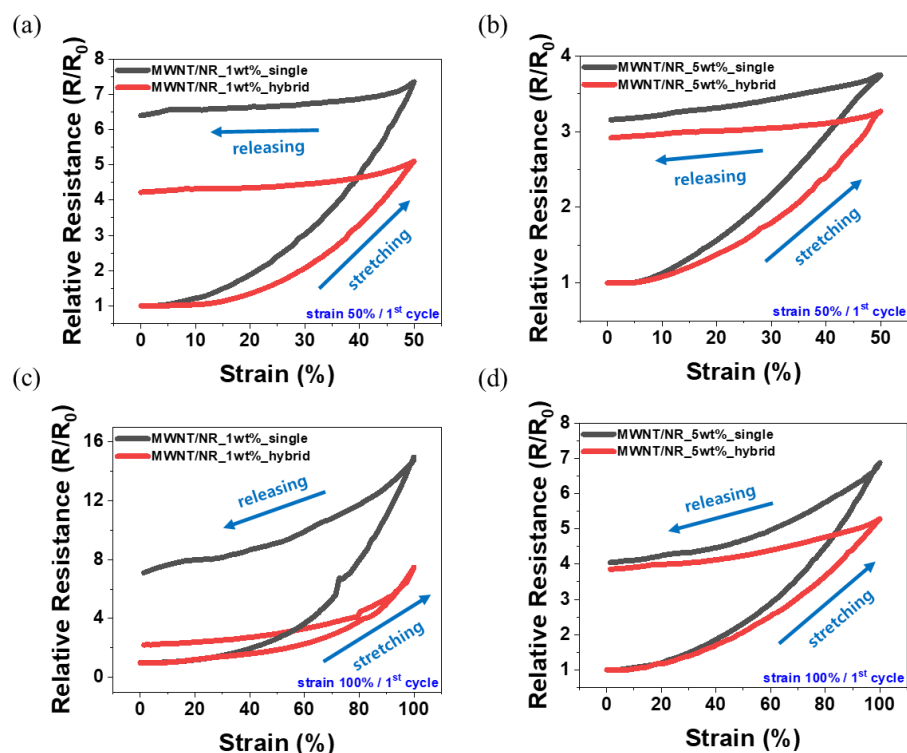 (a)
Relative Resistance (R/R₀)
8
7
6
5
4
3
2
1
MWNT/NR_1wt%_single
MWNT/NR_1wt%_hybrid
releasing
stretching
strain 50% / 1ˢᵗ cycle
0 10 20 30 40 50
Strain (%)
(b)
Relative Resistance (R/R₀)
4
3
2
1
MWNT/NR_5wt%_single
MWNT/NR_5wt%_hybrid
releasing
stretching
strain 50% / 1ˢᵗ cycle
0 10 20 30 40 50
Strain (%)
(c)
Relative Resistance (R/R₀)
16
12
8
4
0
MWNT/NR_1wt%_single
MWNT/NR_1wt%_hybrid
releasing
stretching
strain 100% / 1ˢᵗ cycle
0 20 40 60 80 100
Strain (%)
(d)
Relative Resistance (R/R₀)
8
7
6
5
4
3
2
1
MWNT/NR_5wt%_single
MWNT/NR_5wt%_hybrid
releasing
stretching
strain 100% / 1ˢᵗ cycle
0 20 40 60 80 100
Strain (%)